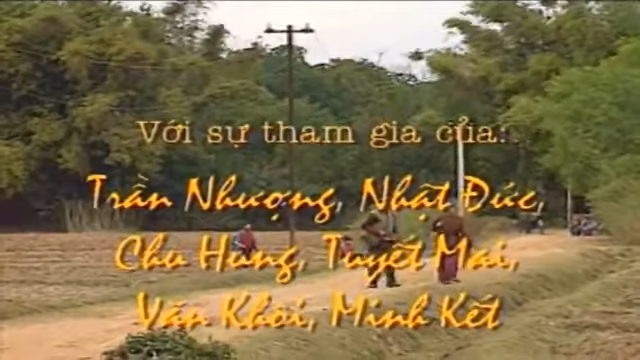 Với sự tham gia của:
Trần Nhượng, Nhật Đức,
Chu Hùng, Tuyết Mai,
Văn Khôi, Minh Kết